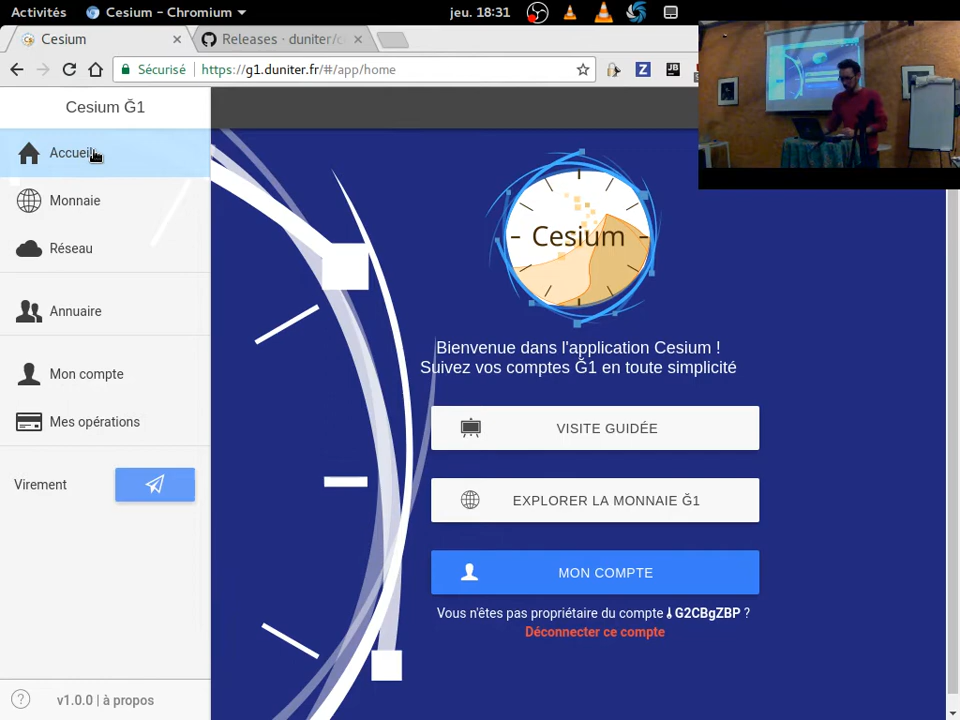 Activités
Cesium - Chromium
jeu. 18:31
Cesium
Releases · duniter/c
Sécurisé
https://g1.duniter.fr/#/app/home
Cesium Ğ1
Accueil
Monnaie
Réseau
Annuaire
Mon compte
Mes opérations
Virement
v1.0.0 | à propos
Cesium
Bienvenue dans l'application Cesium !
Suivez vos comptes Ğ1 en toute simplicité
VISITE GUIDÉE
EXPLORER LA MONNAIE Ğ1
MON COMPTE
Vous n'êtes pas propriétaire du compte G2CBgZBP ?
Déconnecter ce compte